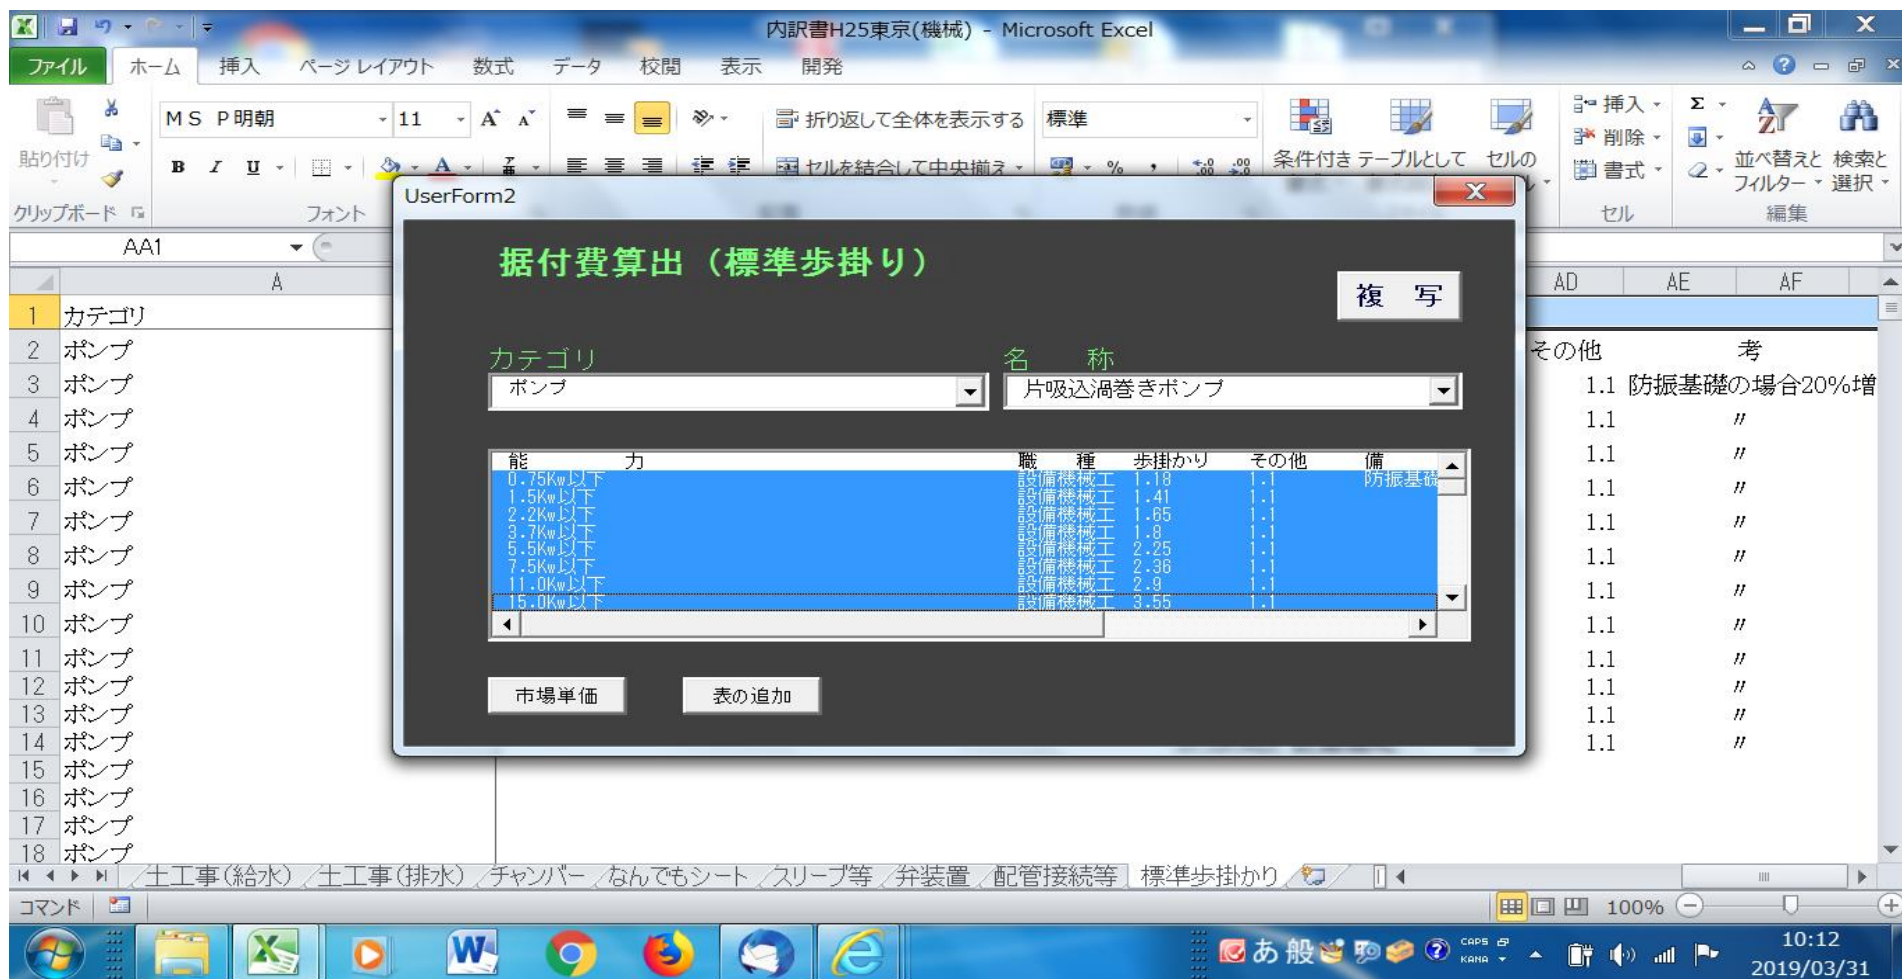 内訳書H25東京(機械) - Microsoft Excel
ファイル ホーム 挿入 ページ レイアウト 数式 データ 校閲 表示 開発
貼り付け
ＭＳ Ｐ明朝 11
折り返して全体を表示する 標準
挿入
削除
書式
セルを結合して中央揃え
条件付き テーブルとして セルの
並べ替えと 検索と
フィルター 選択
クリップボード フォント セル 編集
AA1
UserForm2
据付費算出（標準歩掛り）
複 写
カテゴリ 名 称
ポンプ 片吸込渦巻きポンプ
能 力 職 種 歩掛かり その他 備
0.75Kw以下 設備機械工 1.18 1.1 防振基礎
1.5Kw以下 設備機械工 1.41 1.1
2.2Kw以下 設備機械工 1.65 1.1
3.7Kw以下 設備機械工 1.8 1.1
5.5Kw以下 設備機械工 2.25 1.1
7.5Kw以下 設備機械工 2.36 1.1
11.0Kw以下 設備機械工 2.9 1.1
15.0Kw以下 設備機械工 3.55 1.1
市場単価 表の追加
A AD AE AF
1 カテゴリ
2 ポンプ その他 考
3 ポンプ 1.1 防振基礎の場合20%増
4 ポンプ 1.1 〃
5 ポンプ 1.1 〃
6 ポンプ 1.1 〃
7 ポンプ 1.1 〃
8 ポンプ 1.1 〃
9 ポンプ 1.1 〃
10 ポンプ 1.1 〃
11 ポンプ 1.1 〃
12 ポンプ 1.1 〃
13 ポンプ 1.1 〃
14 ポンプ 1.1 〃
15 ポンプ
16 ポンプ
17 ポンプ
18 ポンプ
土工事(給水) 土工事(排水) チャンバー なんでもシート スリーブ等 弁装置 配管接続等 標準歩掛かり
コマンド 100%
あ 般 CAPS KANA 10:12
2019/03/31